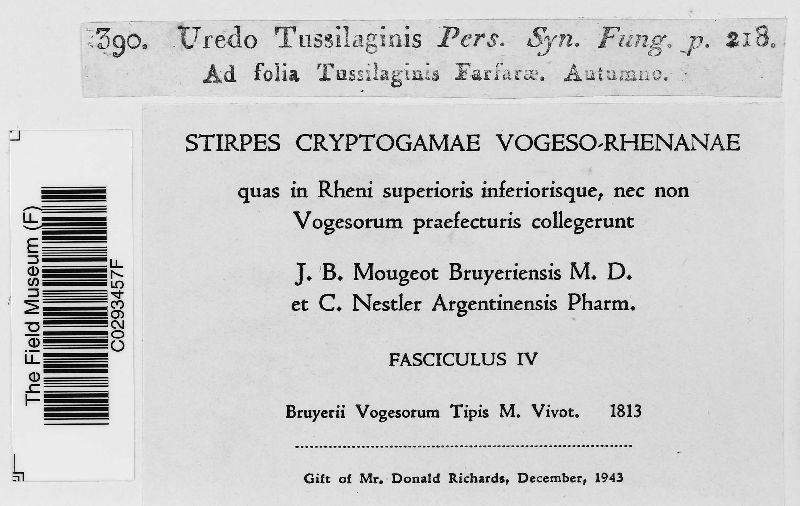 390. Uredo Tussilaginis Pers. Syn. Fung. p. 218.
Ad folia Tussilaginis Farfaræ. Autumno.
STIRPES CRYPTOGAMAE VOGESO-RHENANAE
quas in Rheni superioris inferiorisque, nec non
Vogesorum praefecturis collegerunt
J. B. Mougeot Bruyeriensis M. D.
et C. Nestler Argentinensis Pharm.
FASCICULUS IV
Bruyerii Vogesorum Tipis M. Vivot. 1813
Gift of Mr. Donald Richards, December, 1943
The Field Museum (F)
C0293457F